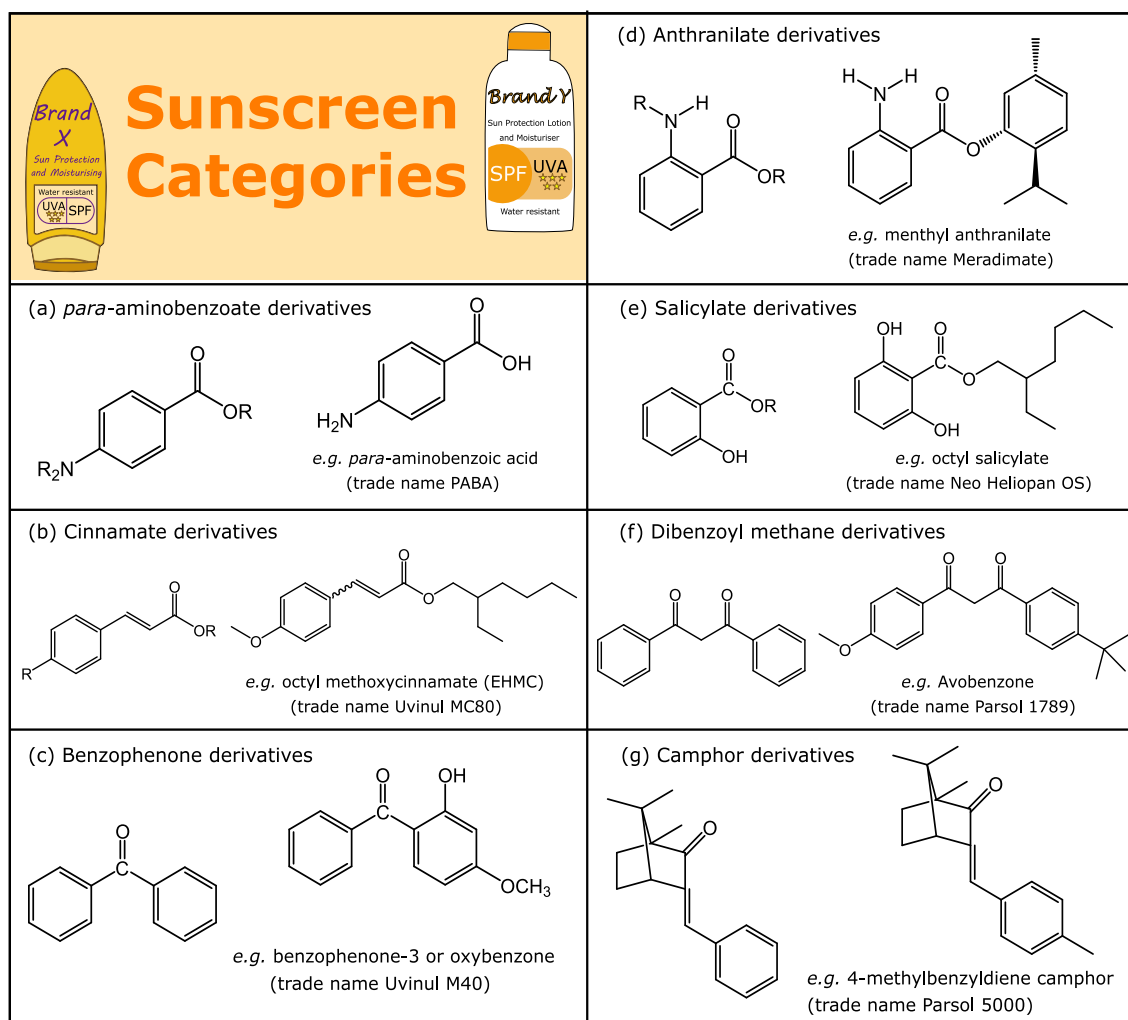 Sunscreen
Categories
Brand
X
Sun Protection
and Moisturising
Water resistant
UVA
SPF
Brand Y
Sun Protection Lotion
and Moisturiser
SPF
UVA
Water resistant
(d) Anthranilate derivatives
R
H
N
O
OR
H
H
N
O
O
e.g. menthyl anthranilate
(trade name Meradimate)
(a) para-aminobenzoate derivatives
O
OR
R2N
O
OH
H2N
e.g. para-aminobenzoic acid
(trade name PABA)
(e) Salicylate derivatives
O
C
OR
OH
OH
O
C
O
OH
e.g. octyl salicylate
(trade name Neo Heliopan OS)
(b) Cinnamate derivatives
O
OR
R
O
O
O
e.g. octyl methoxycinnamate (EHMC)
(trade name Uvinul MC80)
(f) Dibenzoyl methane derivatives
O
O
O
O
O
e.g. Avobenzone
(trade name Parsol 1789)
(c) Benzophenone derivatives
O
C
O
OH
C
OCH3
e.g. benzophenone-3 or oxybenzone
(trade name Uvinul M40)
(g) Camphor derivatives
O
O
e.g. 4-methylbenzyldiene camphor
(trade name Parsol 5000)